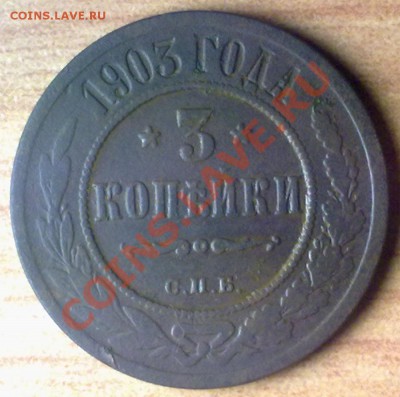 COINS.LAVE.RU
1903 ГОДА
* 3 *
КОПѢЙКИ
С.П.Б.
COINS.LAVE.RU